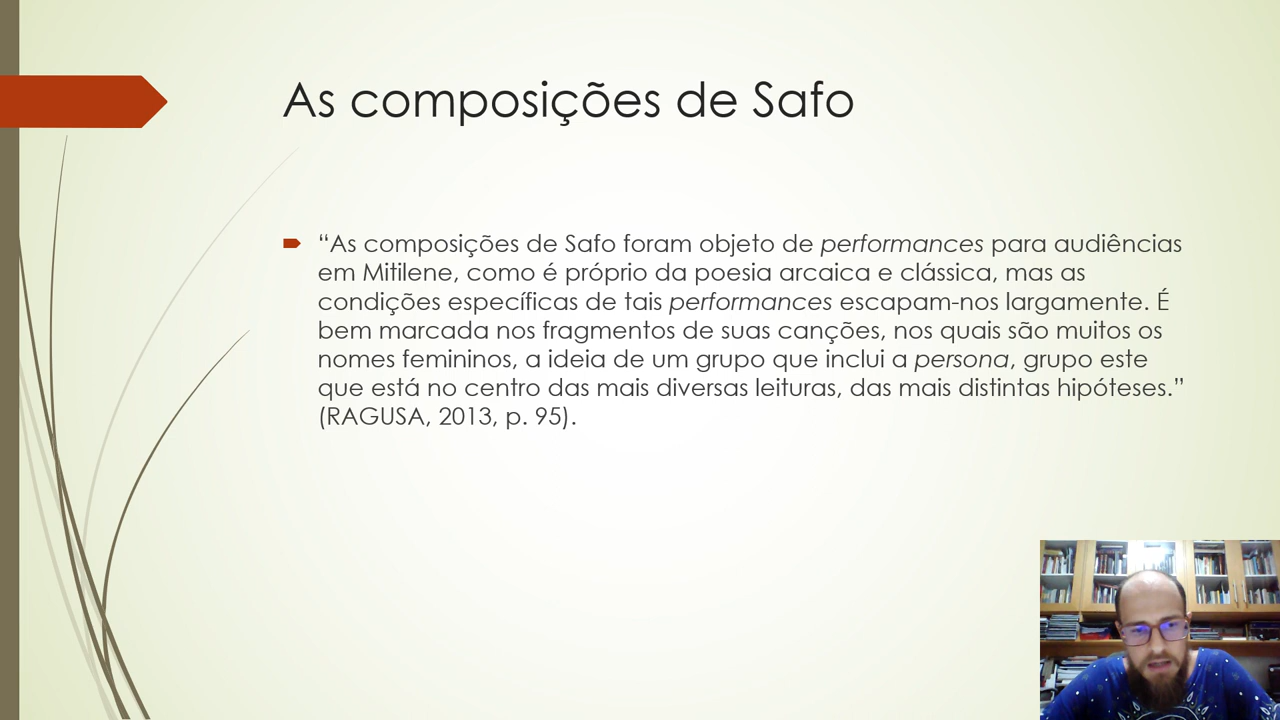 As composições de Safo
“As composições de Safo foram objeto de performances para audiências
em Mitilene, como é próprio da poesia arcaica e clássica, mas as
condições específicas de tais performances escapam-nos largamente. É
bem marcada nos fragmentos de suas canções, nos quais são muitos os
nomes femininos, a ideia de um grupo que inclui a persona, grupo este
que está no centro das mais diversas leituras, das mais distintas hipóteses.”
(RAGUSA, 2013, p. 95).